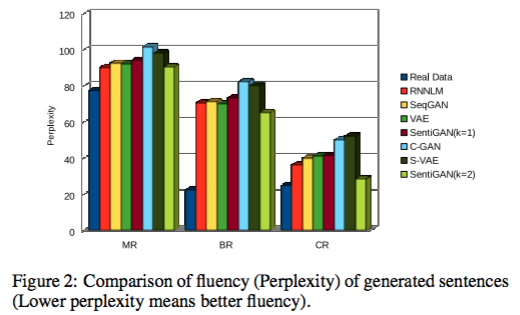 120
100
80
60
40
20
0
Perplexity
MR
BR
CR
Real Data
RNNLM
SeqGAN
VAE
SentiGAN(k=1)
C-GAN
S-VAE
SentiGAN(k=2)
Figure 2: Comparison of fluency (Perplexity) of generated sentences
(Lower perplexity means better fluency).